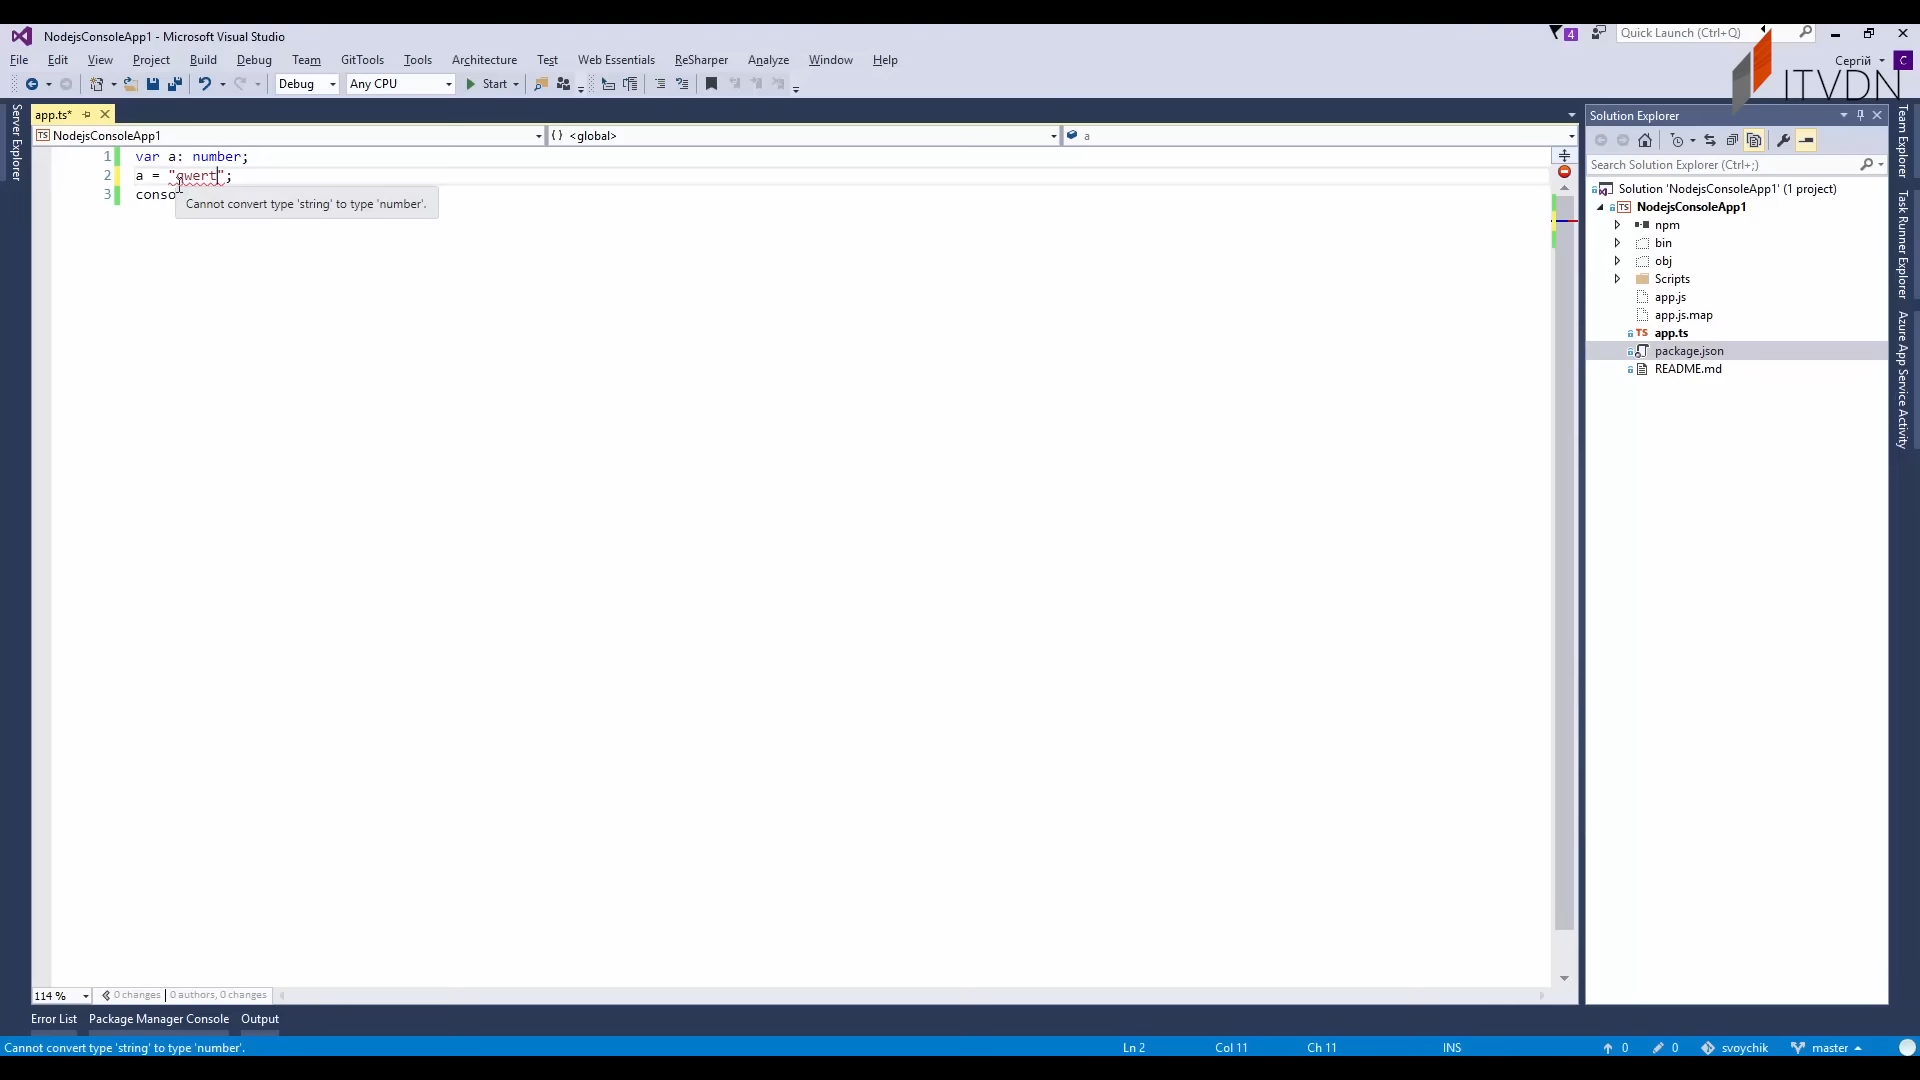 NodejsConsoleApp1 - Microsoft Visual Studio
4
Quick Launch (Ctrl+Q)
File Edit View Project Build Debug Team GitTools Tools Architecture Test Web Essentials ReSharper Analyze Window Help
Сергій
C
ITVDN
Debug Any CPU Start
Server Explorer
app.ts*
TS NodejsConsoleApp1
{} <global>
a
1 var a: number;
2 a = "qwert";
3 conso
Cannot convert type 'string' to type 'number'.
Solution Explorer
Search Solution Explorer (Ctrl+;)
Solution 'NodejsConsoleApp1' (1 project)
TS NodejsConsoleApp1
npm
bin
obj
Scripts
app.js
app.js.map
TS app.ts
package.json
README.md
Team Explorer
Task Runner Explorer
Azure App Service Activity
114 % 0 changes | 0 authors, 0 changes
Error List Package Manager Console Output
Cannot convert type 'string' to type 'number'. Ln 2 Col 11 Ch 11 INS 0 0 svoychik master